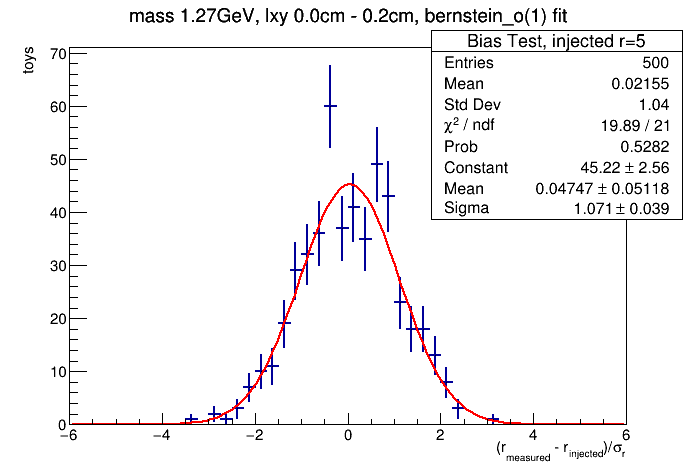 mass 1.27GeV, lxy 0.0cm - 0.2cm, bernstein_o(1) fit
Bias Test, injected r=5
Entries 500
Mean 0.02155
Std Dev 1.04
χ² / ndf 19.89 / 21
Prob 0.5282
Constant 45.22 ± 2.56
Mean 0.04747 ± 0.05118
Sigma 1.071 ± 0.039
toys
70
60
50
40
30
20
10
0
−6 −4 −2 0 2 4 6
(r_measured - r_injected)/σ_r